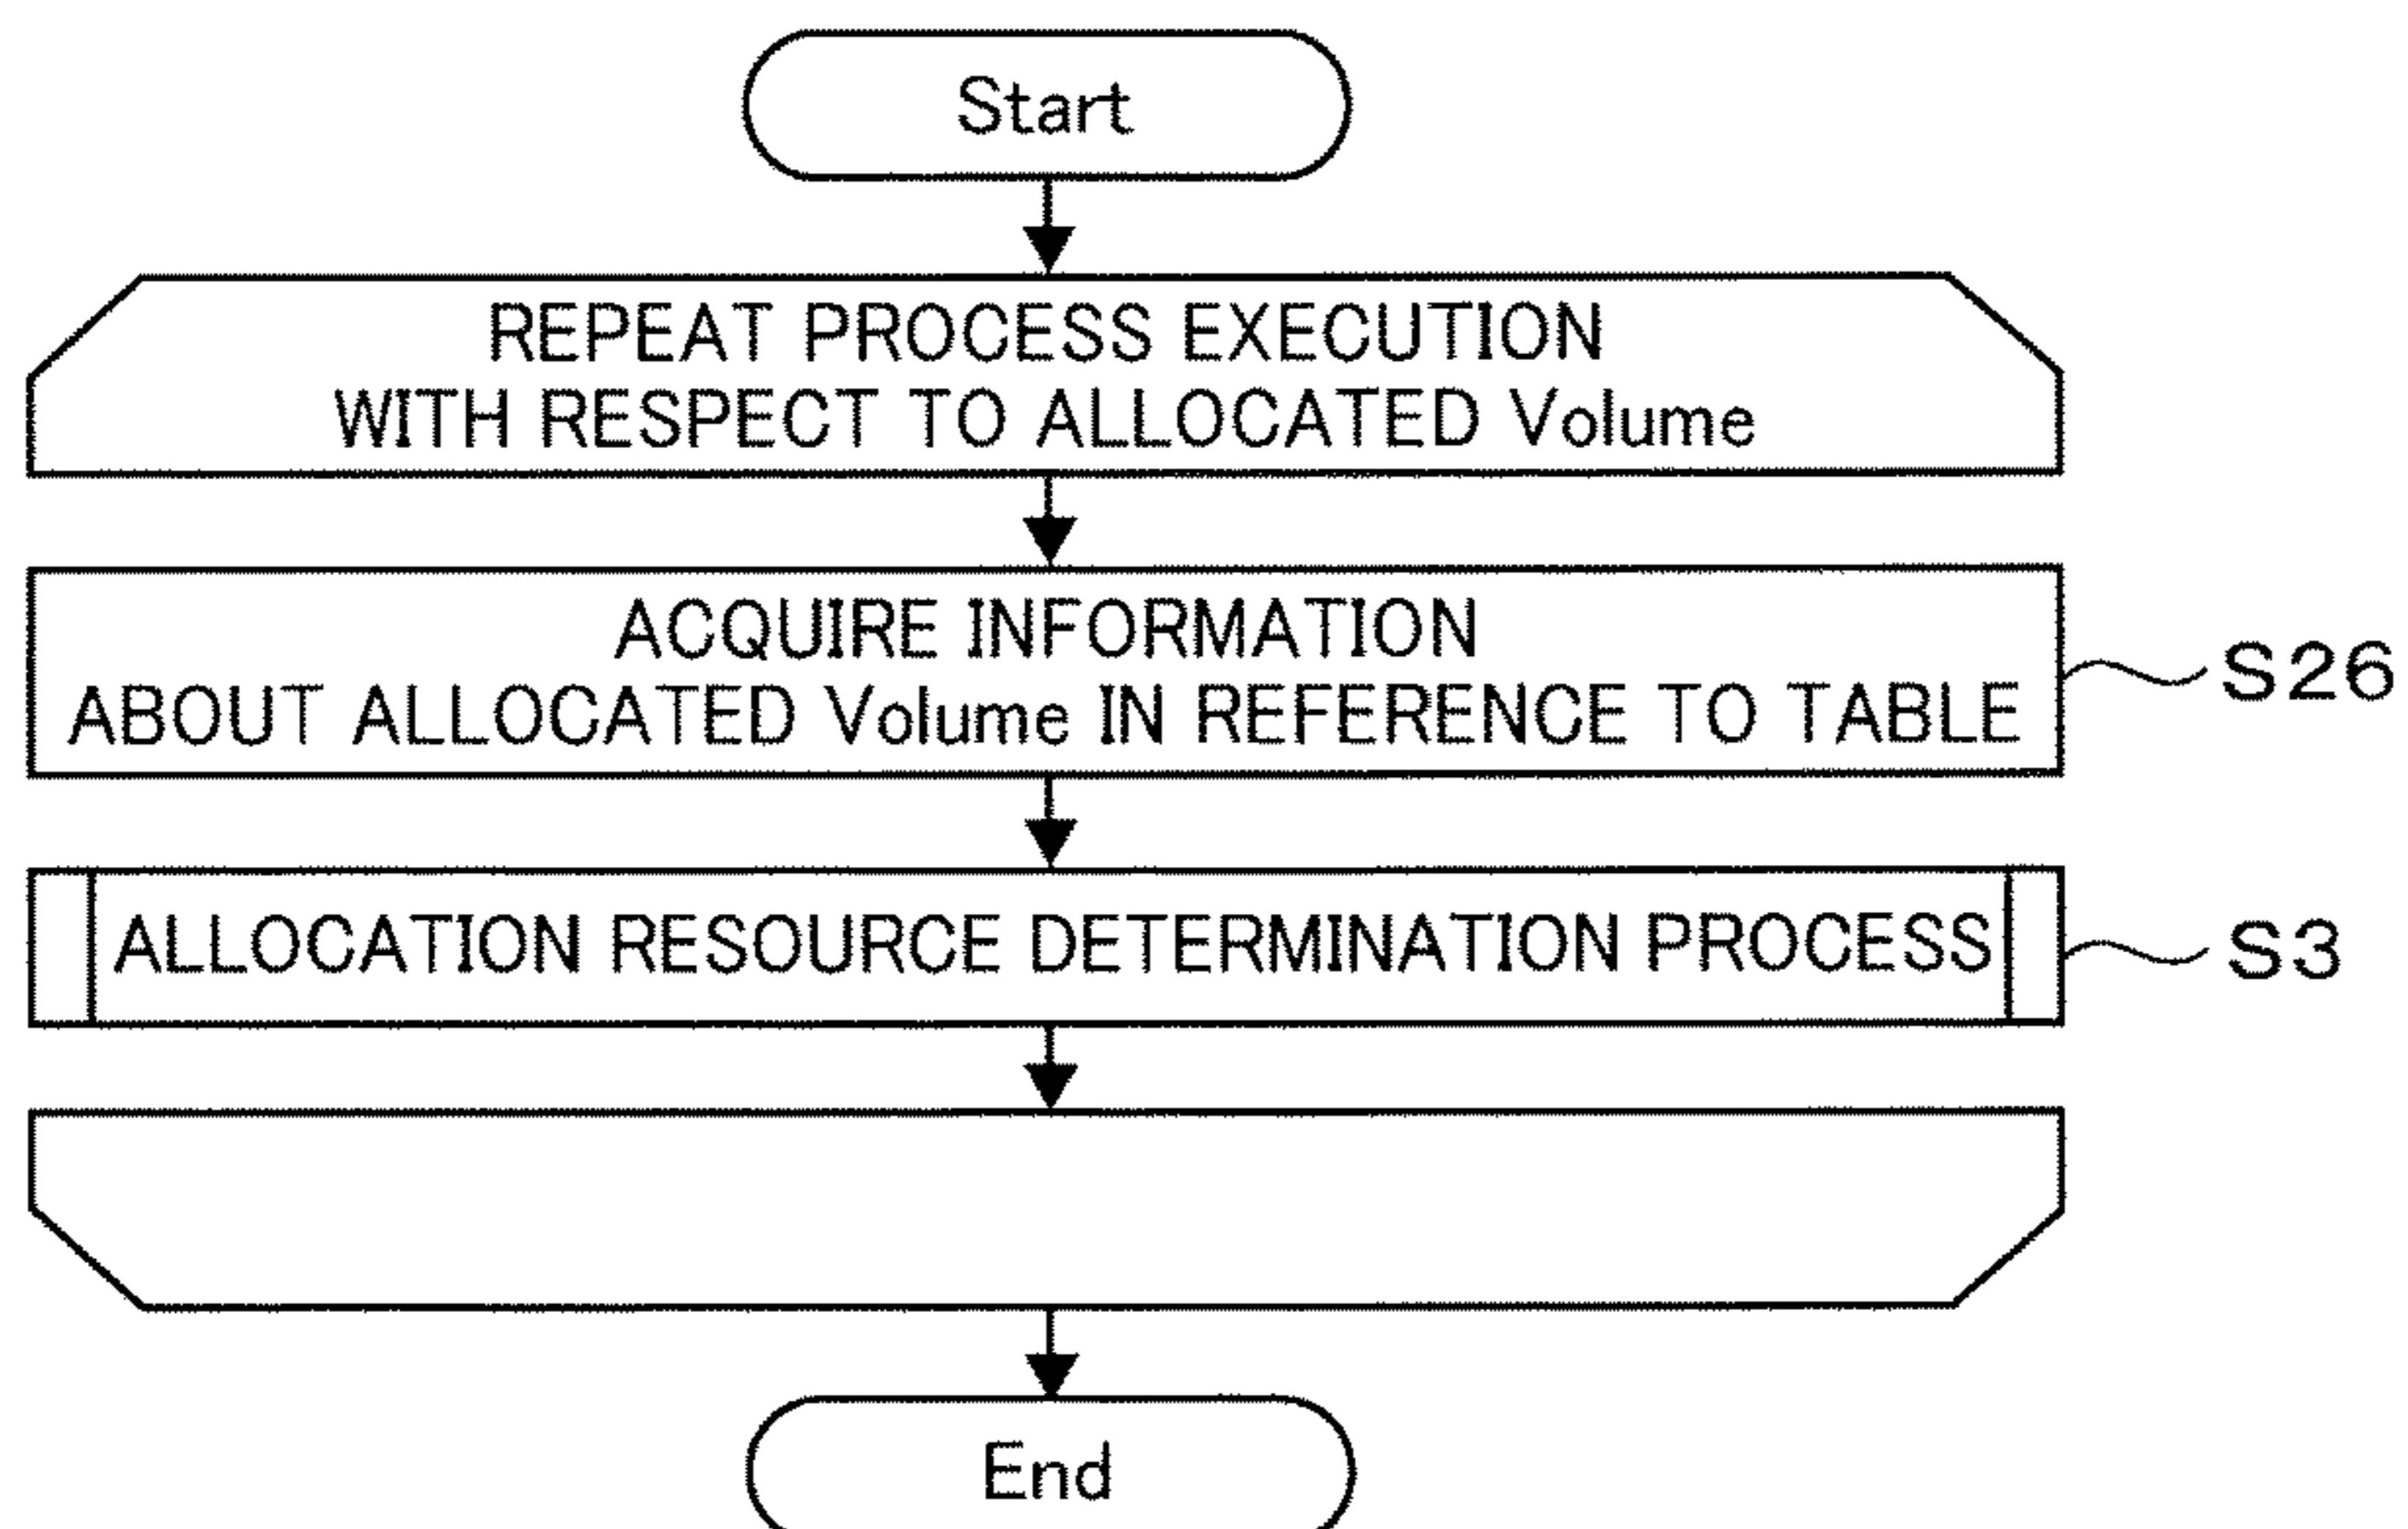 Start
REPEAT PROCESS EXECUTION
WITH RESPECT TO ALLOCATED Volume
ACQUIRE INFORMATION
ABOUT ALLOCATED Volume IN REFERENCE TO TABLE
S26
ALLOCATION RESOURCE DETERMINATION PROCESS
S3
End